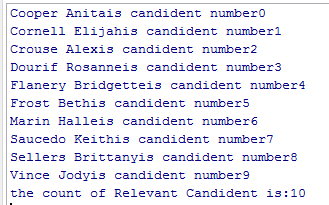 Cooper Anitais candident number0
Cornell Elijahis candident number1
Crouse Alexis candident number2
Dourif Rosanneis candident number3
Flanery Bridgetteis candident number4
Frost Bethis candident number5
Marin Halleis candident number6
Saucedo Keithis candident number7
Sellers Brittanyis candident number8
Vince Jodyis candident number9
the count of Relevant Candident is:10